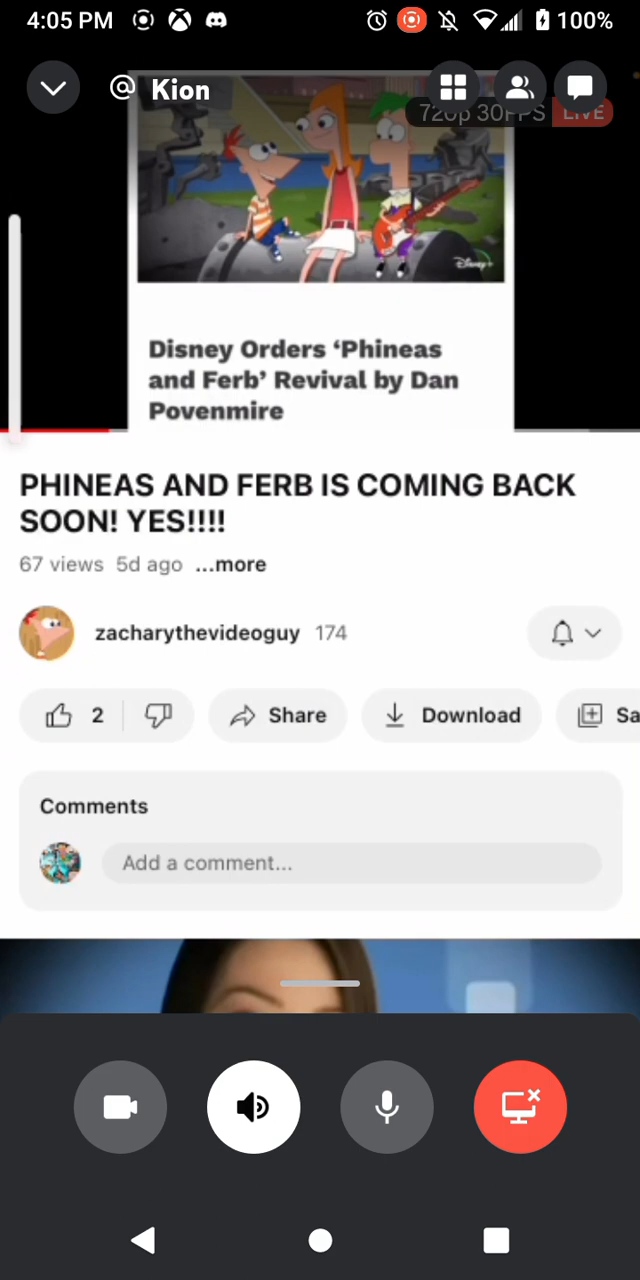 4:05 PM
100%
@ Kion
720p 30FPS LIVE
Disney+
Disney Orders ‘Phineas
and Ferb’ Revival by Dan
Povenmire
PHINEAS AND FERB IS COMING BACK
SOON! YES!!!!
67 views 5d ago ...more
zacharythevideoguy 174
2 Share Download Sa
Comments
Add a comment...